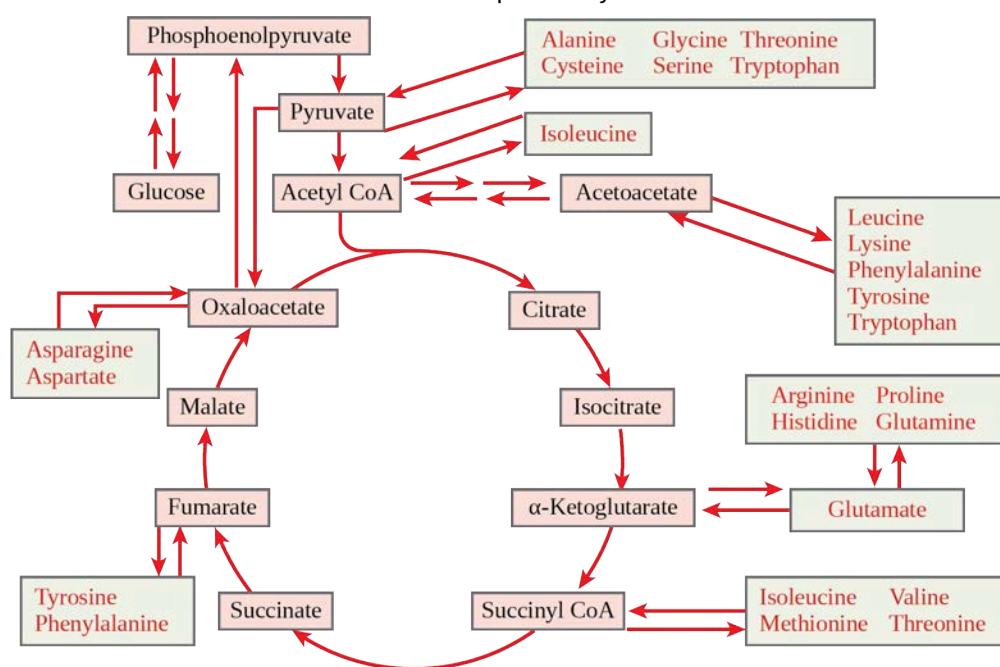 Phosphoenolpyruvate
Alanine Glycine Threonine
Cysteine Serine Tryptophan
Pyruvate
Isoleucine
Glucose
Acetyl CoA
Acetoacetate
Leucine
Lysine
Phenylalanine
Tyrosine
Tryptophan
Oxaloacetate
Citrate
Asparagine
Aspartate
Malate
Isocitrate
Arginine Proline
Histidine Glutamine
Fumarate
α-Ketoglutarate
Glutamate
Tyrosine
Phenylalanine
Succinate
Succinyl CoA
Isoleucine Valine
Methionine Threonine